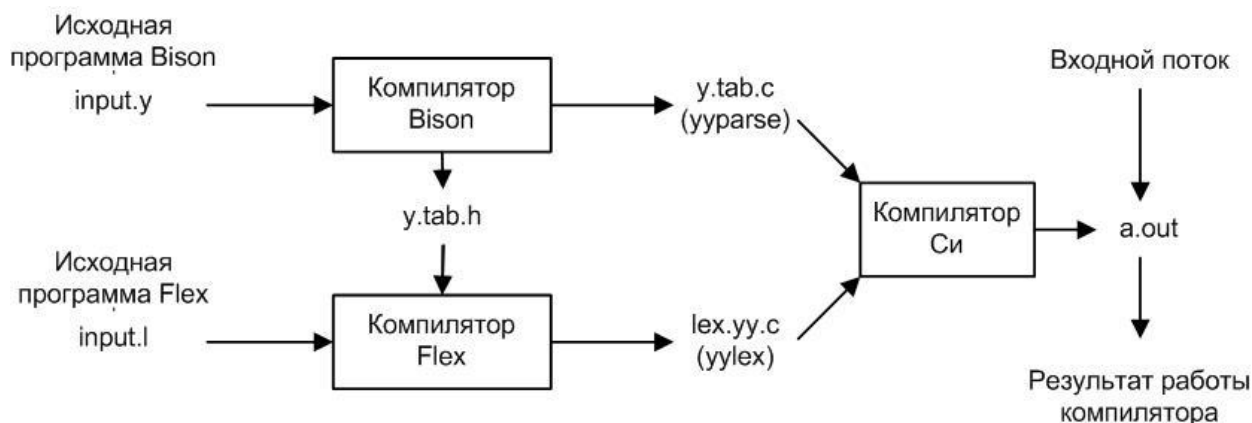 Исходная
программа Bison
input.y
Компилятор
Bison
y.tab.c
(yyparse)
Входной поток
y.tab.h
Компилятор
Си
a.out
Исходная
программа Flex
input.l
Компилятор
Flex
lex.yy.c
(yylex)
Результат работы
компилятора